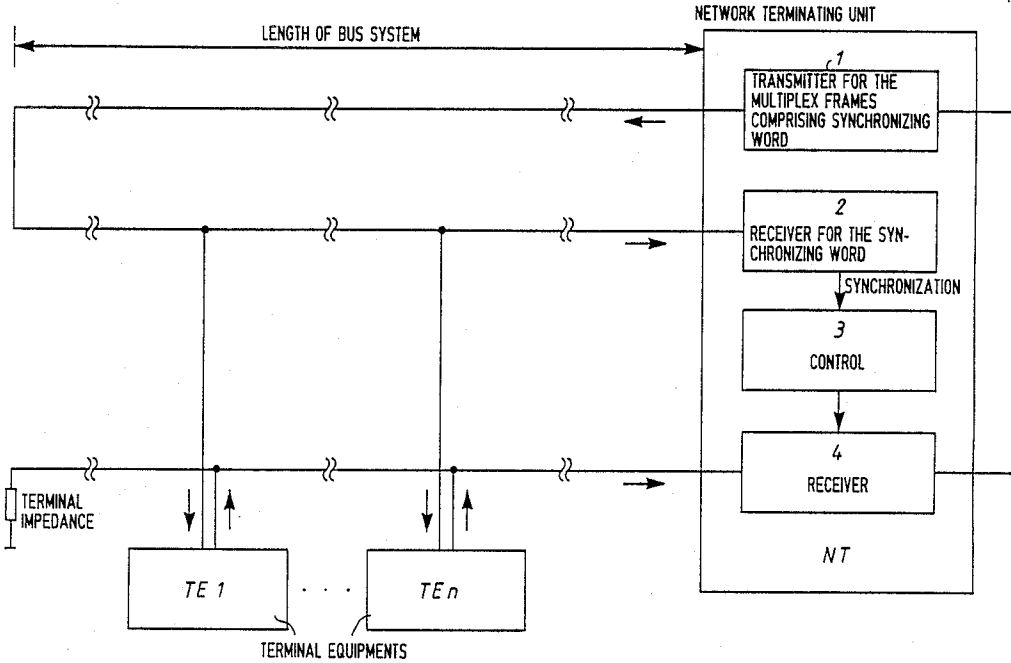 NETWORK TERMINATING UNIT
LENGTH OF BUS SYSTEM
1
TRANSMITTER FOR THE
MULTIPLEX FRAMES
COMPRISING SYNCHRONIZING
WORD
2
RECEIVER FOR THE SYN-
CHRONIZING WORD
SYNCHRONIZATION
3
CONTROL
4
RECEIVER
TERMINAL
IMPEDANCE
NT
TE 1
. . .
TE n
TERMINAL EQUIPMENTS